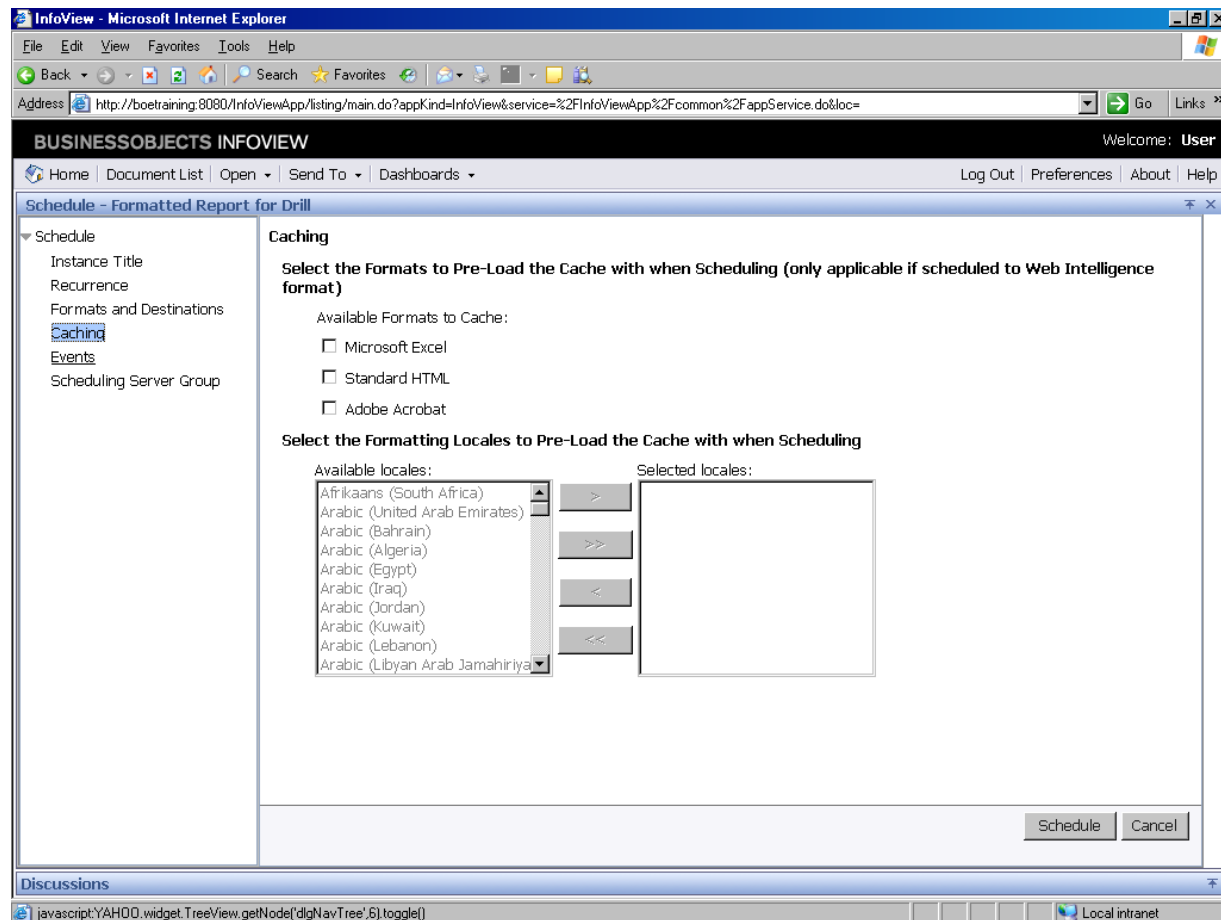 InfoView - Microsoft Internet Explorer
File Edit View Favorites Tools Help
Back Search Favorites
Address http://boetraining:8080/InfoViewApp/listing/main.do?appKind=InfoView&service=%2FInfoViewApp%2Fcommon%2FappService.do&loc= Go Links »
BUSINESSOBJECTS INFOVIEW Welcome: User
Home Document List Open Send To Dashboards Log Out Preferences About Help
Schedule - Formatted Report for Drill
Schedule
Instance Title
Recurrence
Formats and Destinations
Caching
Events
Scheduling Server Group
Caching
Select the Formats to Pre-Load the Cache with when Scheduling (only applicable if scheduled to Web Intelligence
format)
Available Formats to Cache:
Microsoft Excel
Standard HTML
Adobe Acrobat
Select the Formatting Locales to Pre-Load the Cache with when Scheduling
Available locales: Selected locales:
Afrikaans (South Africa)
Arabic (United Arab Emirates)
Arabic (Bahrain)
Arabic (Algeria)
Arabic (Egypt)
Arabic (Iraq)
Arabic (Jordan)
Arabic (Kuwait)
Arabic (Lebanon)
Arabic (Libyan Arab Jamahiriya
>
>>
<
<<
Schedule Cancel
Discussions
javascript:YAHOO.widget.TreeView.getNode('dlgNavTree',6).toggle() Local intranet